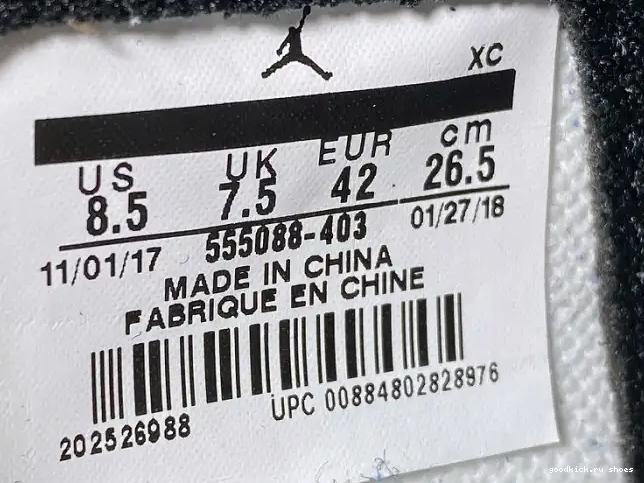 XC
US UK EUR cm
8.5 7.5 42 26.5
11/01/17 555088-403 01/27/18
MADE IN CHINA
FABRIQUE EN CHINE
202526988 UPC 00884802828976
goodkick.ru shoes